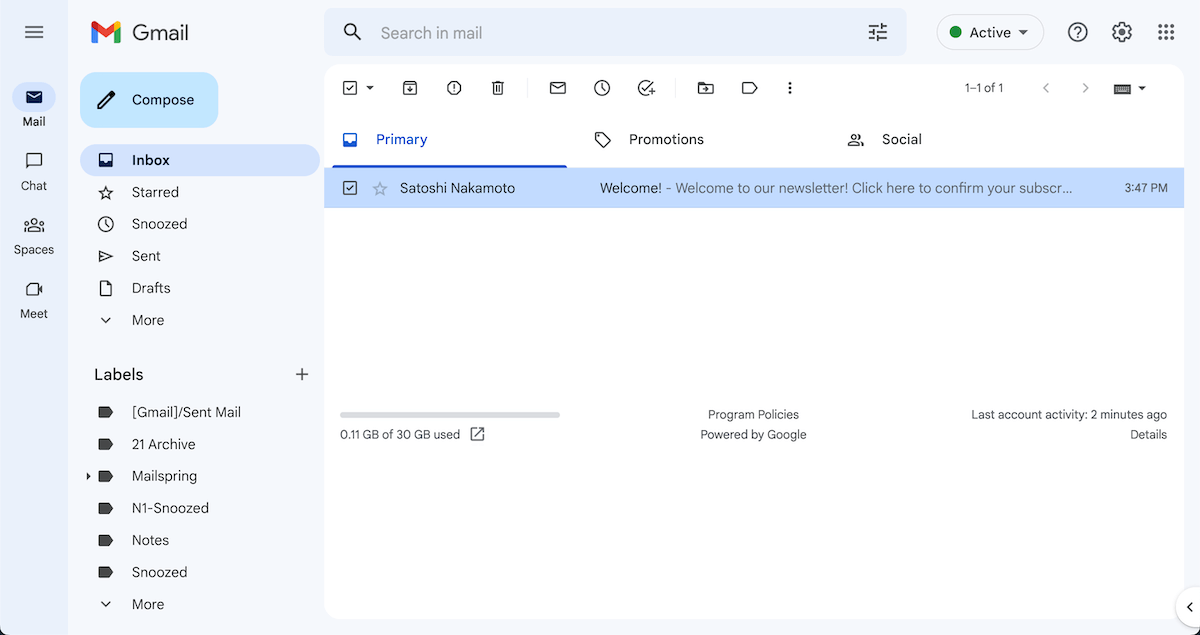 Gmail
Search in mail
Active
Compose
1–1 of 1
Mail
Chat
Spaces
Meet
Inbox
Starred
Snoozed
Sent
Drafts
More
Labels
[Gmail]/Sent Mail
21 Archive
Mailspring
N1-Snoozed
Notes
Snoozed
More
Primary
Promotions
Social
Satoshi Nakamoto Welcome! - Welcome to our newsletter! Click here to confirm your subscr... 3:47 PM
0.11 GB of 30 GB used
Program Policies
Powered by Google
Last account activity: 2 minutes ago
Details